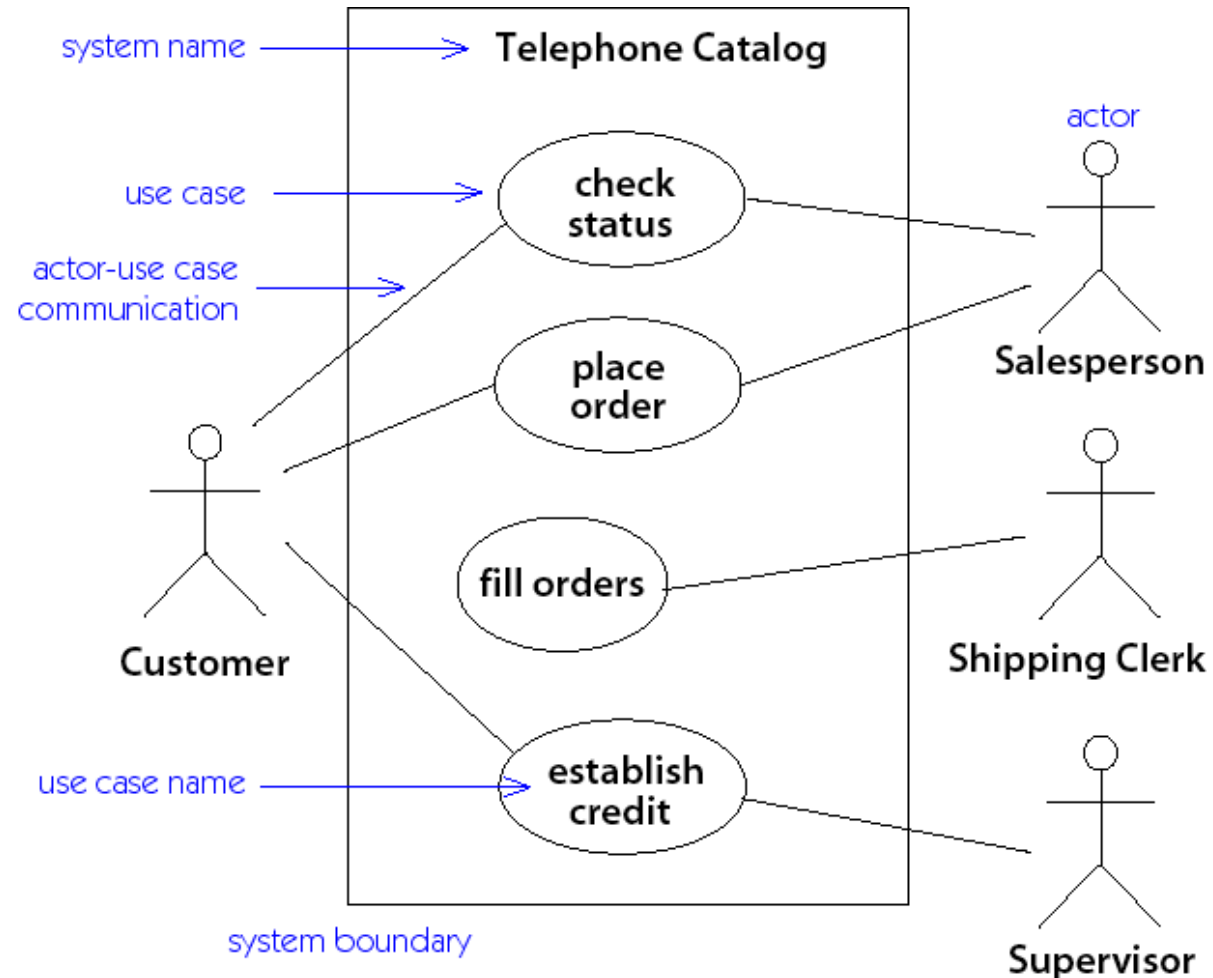 system name
Telephone Catalog
actor
use case
check
status
actor-use case
communication
place
order
Salesperson
fill orders
Customer
Shipping Clerk
use case name
establish
credit
system boundary
Supervisor